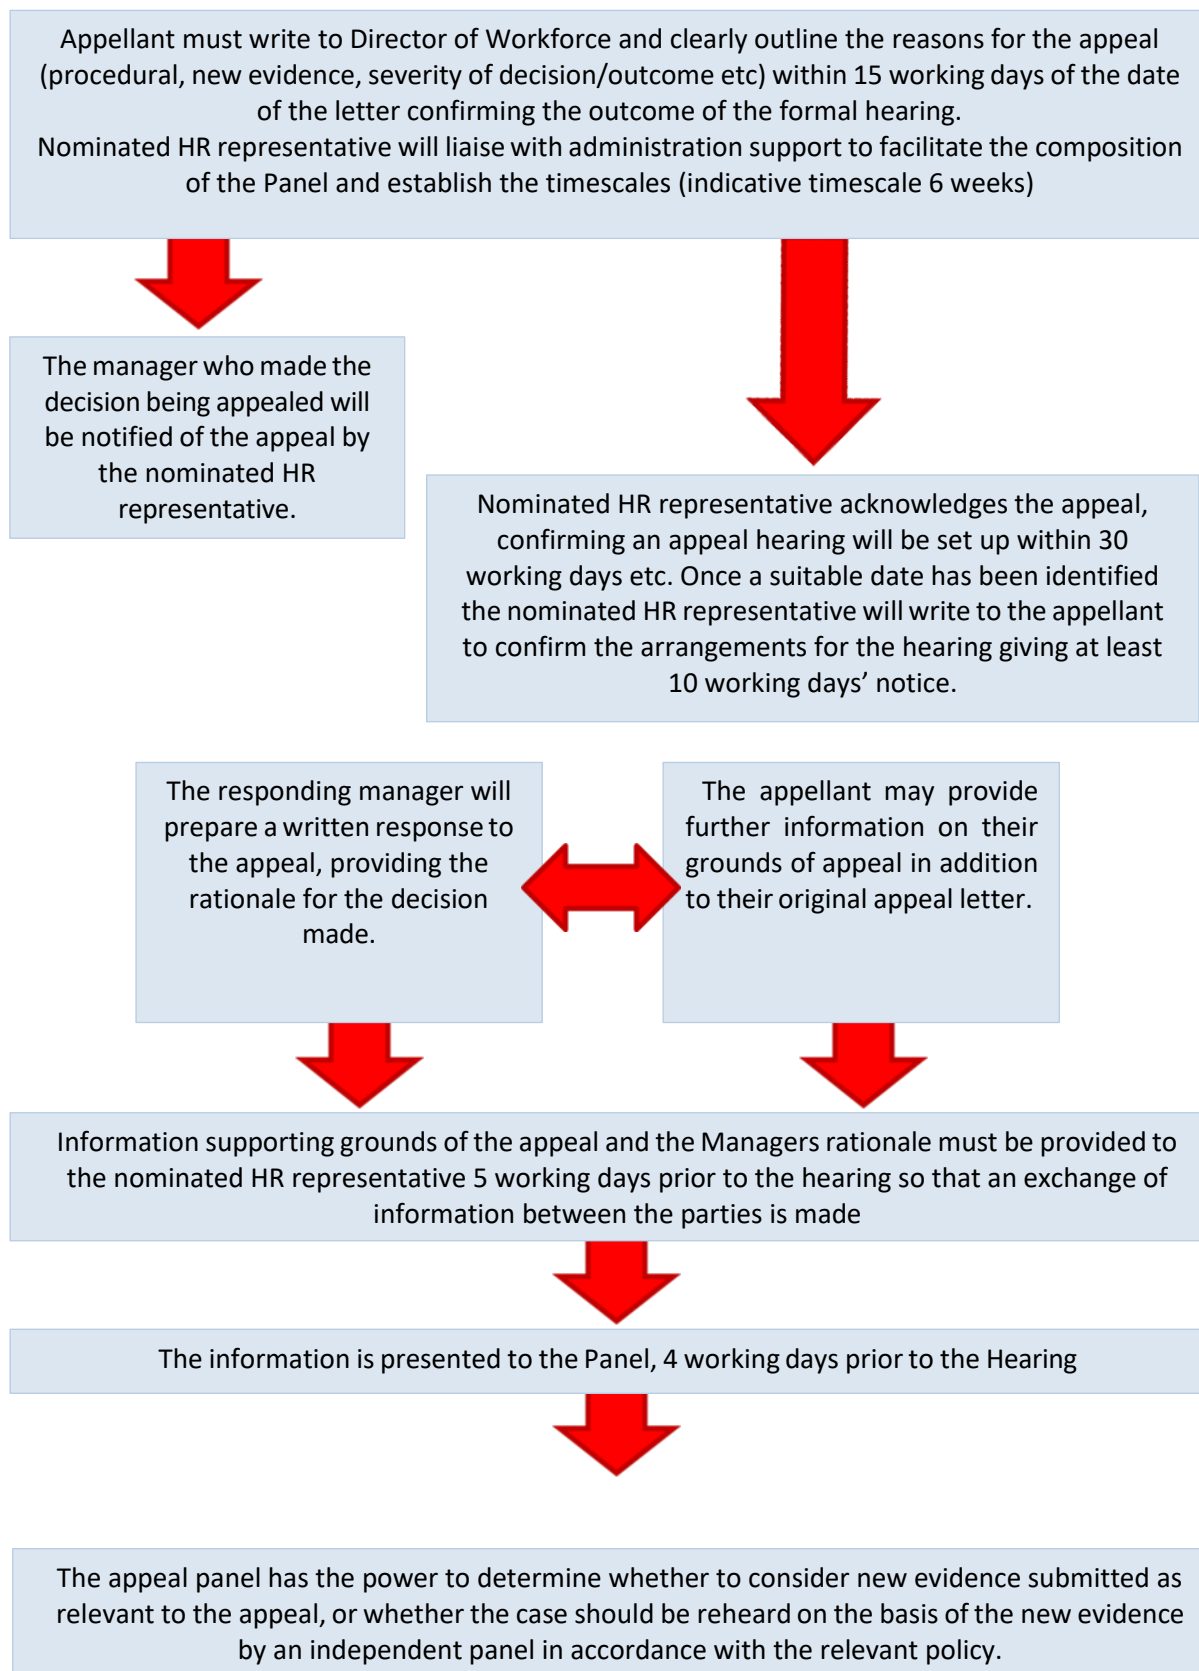 Appellant must write to Director of Workforce and clearly outline the reasons for the appeal
(procedural, new evidence, severity of decision/outcome etc) within 15 working days of the date
of the letter confirming the outcome of the formal hearing.
Nominated HR representative will liaise with administration support to facilitate the composition
of the Panel and establish the timescales (indicative timescale 6 weeks)
The manager who made the
decision being appealed will
be notified of the appeal by
the nominated HR
representative.
Nominated HR representative acknowledges the appeal,
confirming an appeal hearing will be set up within 30
working days etc. Once a suitable date has been identified
the nominated HR representative will write to the appellant
to confirm the arrangements for the hearing giving at least
10 working days’ notice.
The responding manager will
prepare a written response to
the appeal, providing the
rationale for the decision
made.
The appellant may provide
further information on their
grounds of appeal in addition
to their original appeal letter.
Information supporting grounds of the appeal and the Managers rationale must be provided to
the nominated HR representative 5 working days prior to the hearing so that an exchange of
information between the parties is made
The information is presented to the Panel, 4 working days prior to the Hearing
The appeal panel has the power to determine whether to consider new evidence submitted as
relevant to the appeal, or whether the case should be reheard on the basis of the new evidence
by an independent panel in accordance with the relevant policy.